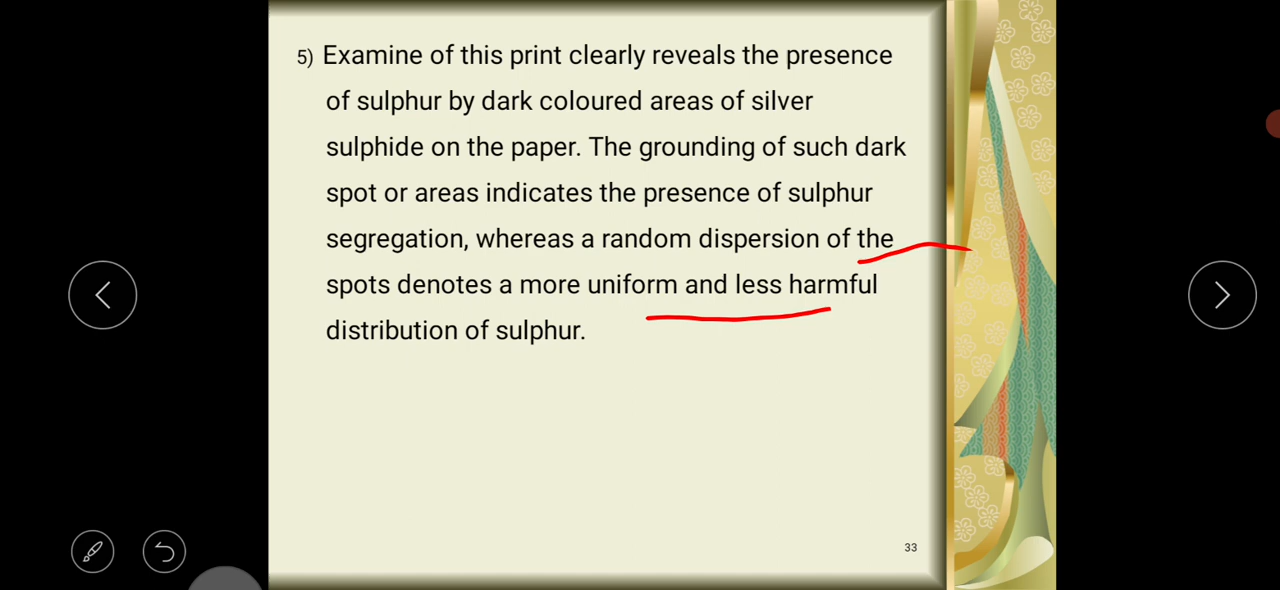 5) Examine of this print clearly reveals the presence
of sulphur by dark coloured areas of silver
sulphide on the paper. The grounding of such dark
spot or areas indicates the presence of sulphur
segregation, whereas a random dispersion of the
spots denotes a more uniform and less harmful
distribution of sulphur.
33